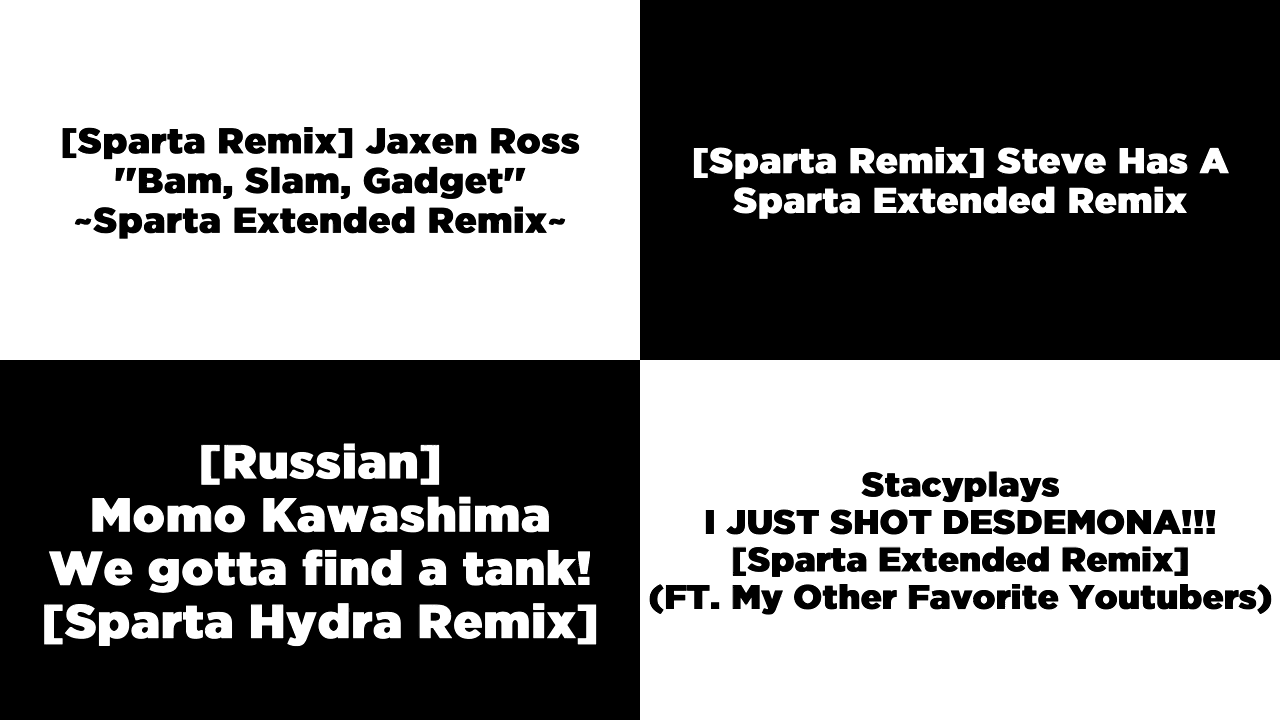 [Sparta Remix] Jaxen Ross
"Bam, Slam, Gadget"
~Sparta Extended Remix~
[Sparta Remix] Steve Has A
Sparta Extended Remix
[Russian]
Momo Kawashima
We gotta find a tank!
[Sparta Hydra Remix]
Stacyplays
I JUST SHOT DESDEMONA!!!
[Sparta Extended Remix]
(FT. My Other Favorite Youtubers)